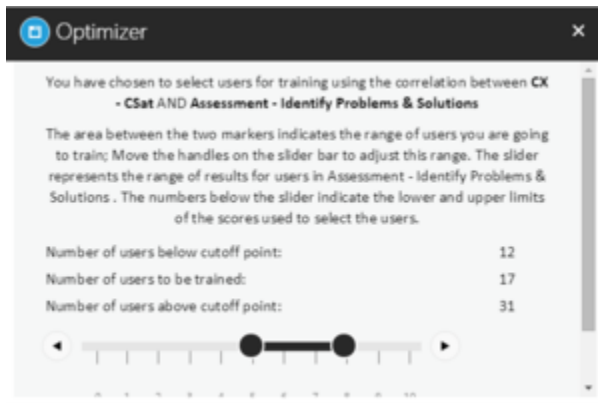 Optimizer
You have chosen to select users for training using the correlation between CX
- CSat AND Assessment - Identify Problems & Solutions
The area between the two markers indicates the range of users you are going
to train; Move the handles on the slider bar to adjust this range. The slider
represents the range of results for users in Assessment - Identify Problems &
Solutions . The numbers below the slider indicate the lower and upper limits
of the scores used to select the users.
Number of users below cutoff point: 12
Number of users to be trained: 17
Number of users above cutoff point: 31